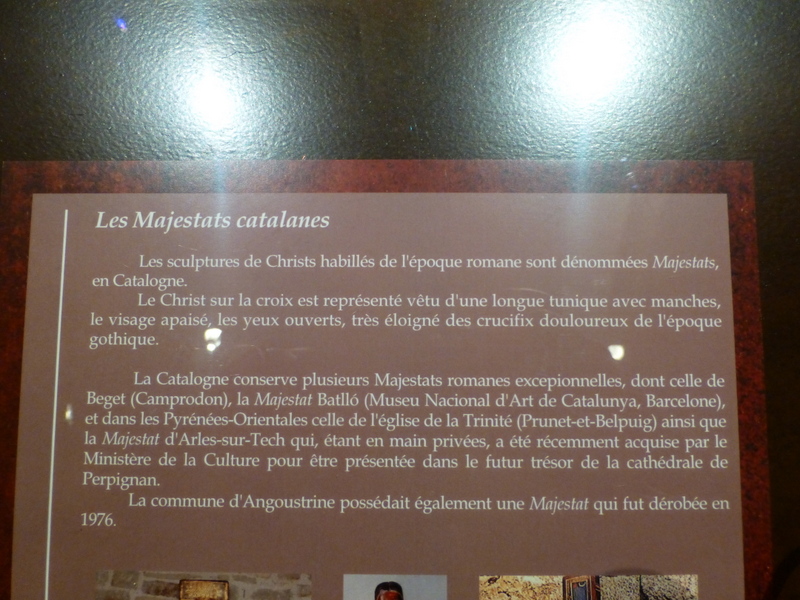 Les Majestats catalanes
Les sculptures de Christs habillés de l'époque romane sont dénommées Majestats,
en Catalogne.
Le Christ sur la croix est représenté vêtu d'une longue tunique avec manches,
le visage apaisé, les yeux ouverts, très éloigné des crucifix douloureux de l'époque
gothique.
La Catalogne conserve plusieurs Majestats romanes excepionnelles, dont celle de
Beget (Camprodon), la Majestat Batlló (Museu Nacional d'Art de Catalunya, Barcelone),
et dans les Pyrénées-Orientales celle de l'église de la Trinité (Prunet-et-Belpuig) ainsi que
la Majestat d'Arles-sur-Tech qui, étant en main privées, a été récemment acquise par le
Ministère de la Culture pour être présentée dans le futur trésor de la cathédrale de
Perpignan.
La commune d'Angoustrine possédait également une Majestat qui fut dérobée en
1976.